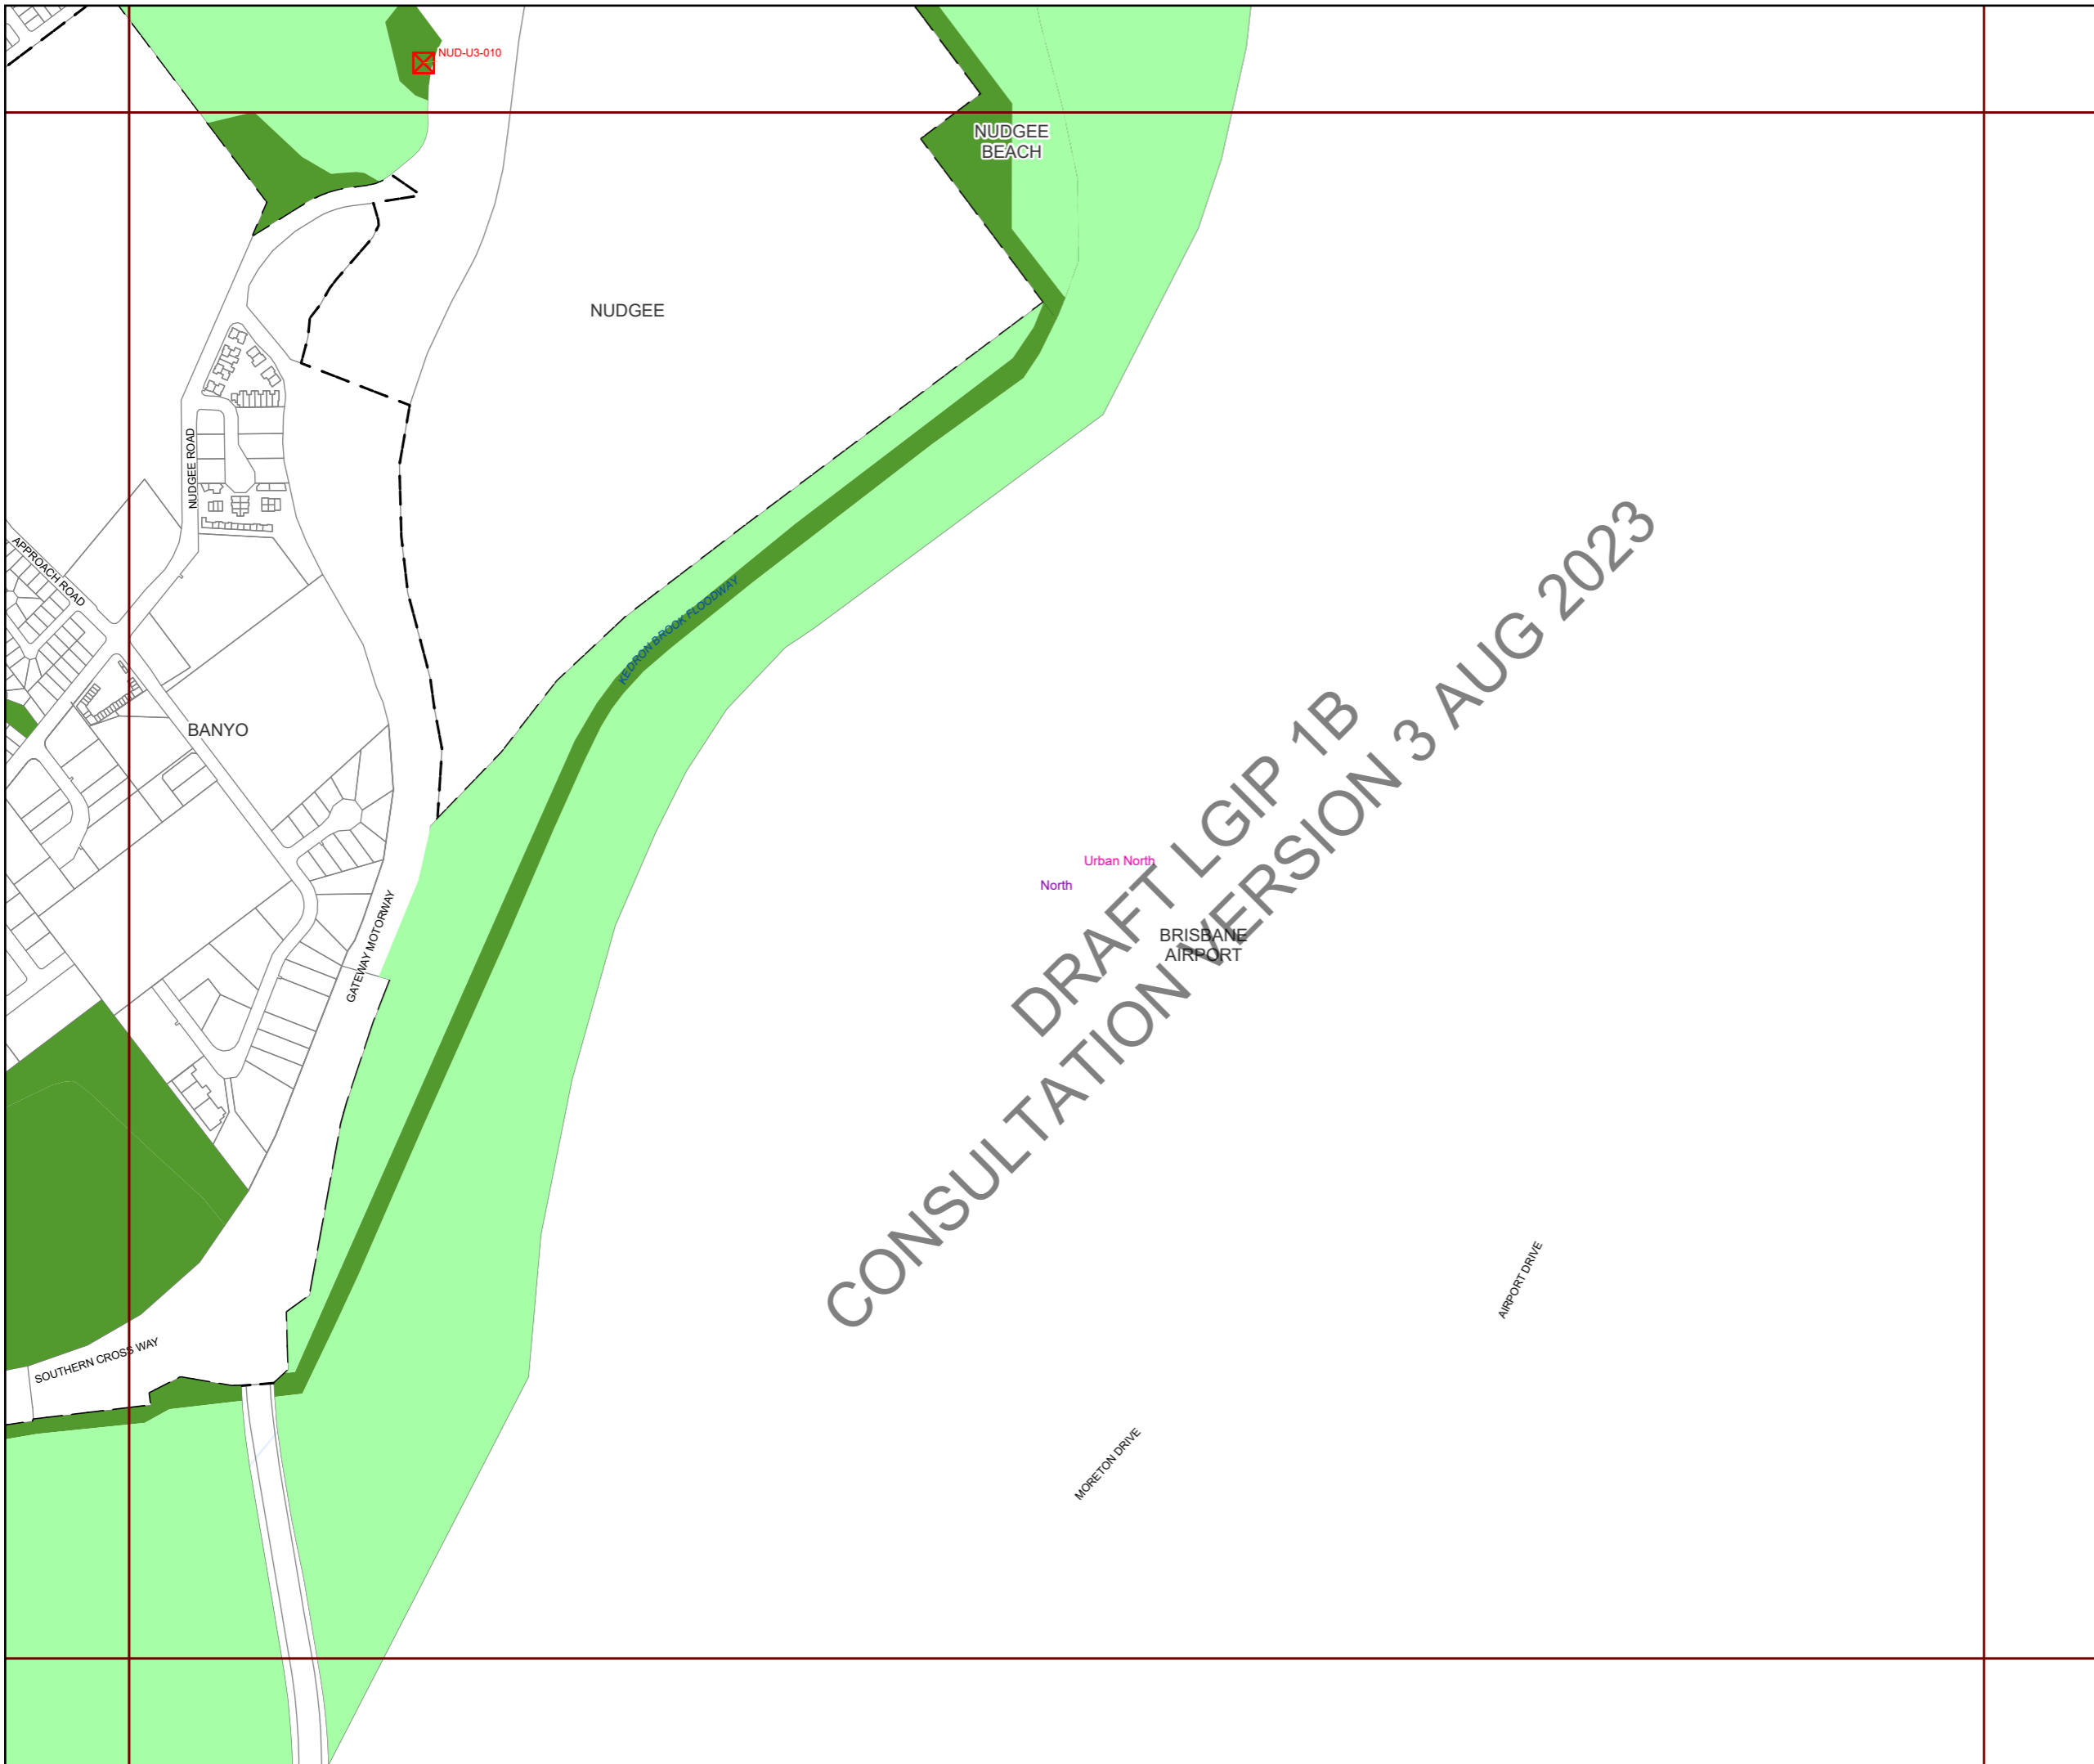 NUD-U3-010
NUDGEE
BEACH
NUDGEE
NUDGEE ROAD
APPROACH ROAD
KEDRON BROOK FLOODWAY
BANYO
GATEWAY MOTORWAY
Urban North
North
BRISBANE
AIRPORT
DRAFT LGIP 1B
CONSULTATION VERSION 3 AUG 2023
AIRPORT DRIVE
SOUTHERN CROSS WAY
MORETON DRIVE